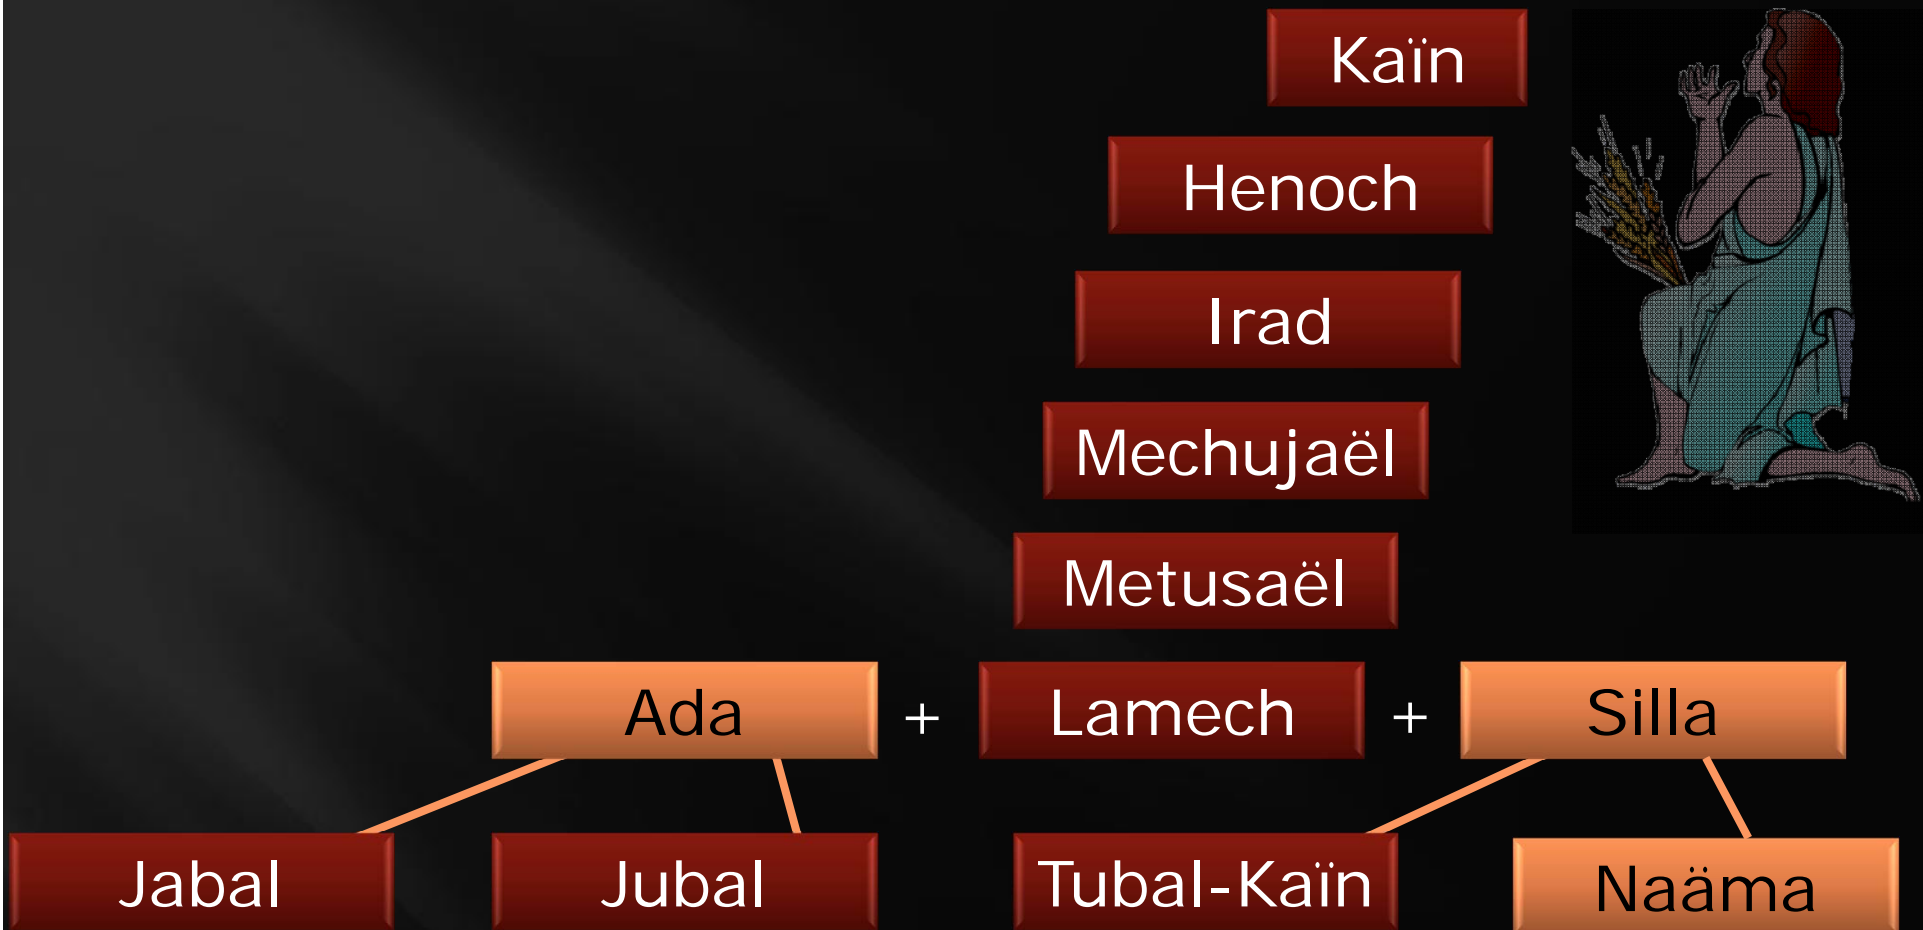 Kaïn
Henoch
Irad
Mechujaël
Metusaël
Ada + Lamech + Silla
Jabal Jubal Tubal-Kaïn Naäma